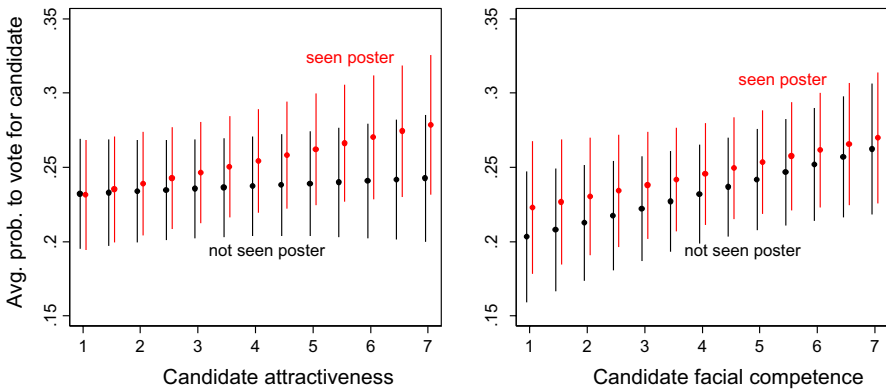 Avg. prob. to vote for candidate
.35
.3
.25
.2
.15
seen poster
not seen poster
1 2 3 4 5 6 7
Candidate attractiveness
.35
.3
.25
.2
.15
seen poster
not seen poster
1 2 3 4 5 6 7
Candidate facial competence